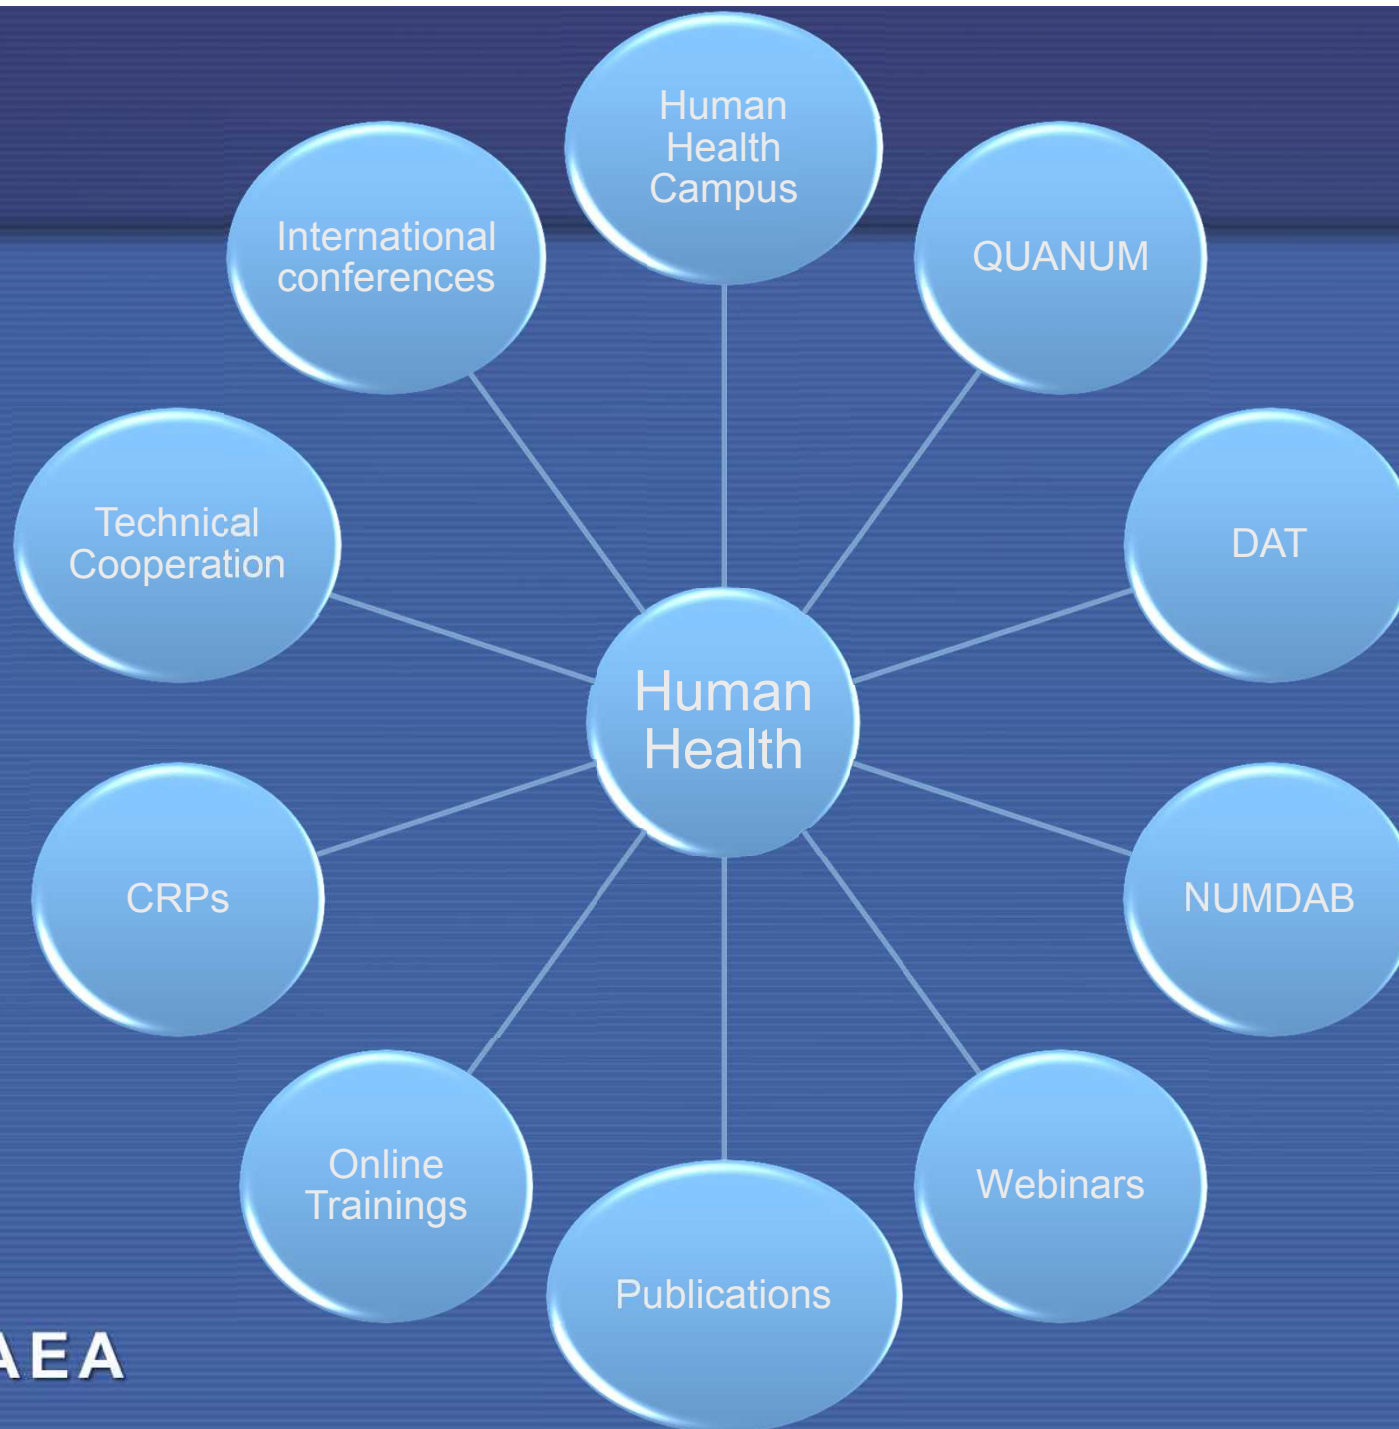 Human
Health
Campus
QUANUM
DAT
NUMDAB
Webinars
Publications
Online
Trainings
CRPs
Technical
Cooperation
International
conferences
Human
Health
AEA